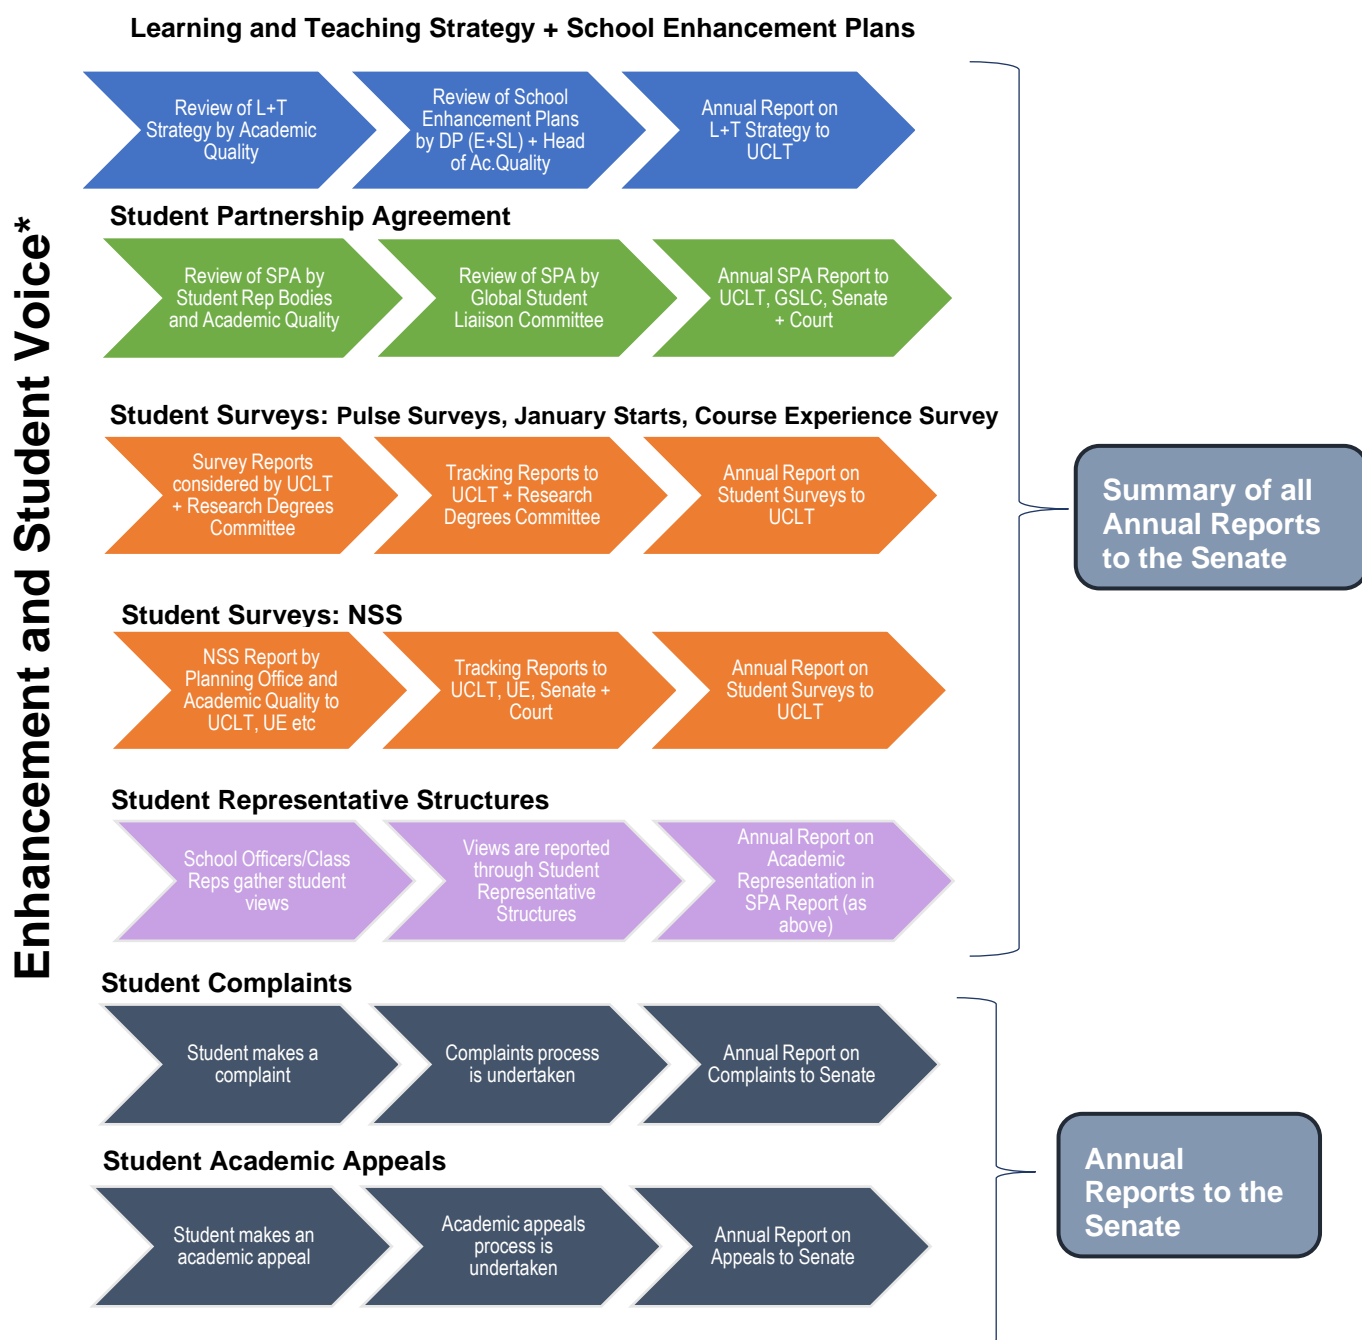 Learning and Teaching Strategy + School Enhancement Plans
Review of L+T
Strategy by Academic
Quality
Review of School
Enhancement Plans
by DP (E+SL) + Head
of Ac.Quality
Annual Report on
L+T Strategy to
UCLT
Enhancement and Student Voice*
Student Partnership Agreement
Review of SPA by
Student Rep Bodies
and Academic Quality
Review of SPA by
Global Student
Liaiison Committee
Annual SPA Report to
UCLT, GSLC, Senate
+ Court
Student Surveys: Pulse Surveys, January Starts, Course Experience Survey
Survey Reports
considered by UCLT
+ Research Degrees
Committee
Tracking Reports to
UCLT + Research
Degrees Committee
Annual Report on
Student Surveys to
UCLT
Summary of all
Annual Reports
to the Senate
Student Surveys: NSS
NSS Report by
Planning Office and
Academic Quality to
UCLT, UE etc
Tracking Reports to
UCLT, UE, Senate +
Court
Annual Report on
Student Surveys to
UCLT
Student Representative Structures
School Officers/Class
Reps gather student
views
Views are reported
through Student
Representative
Structures
Annual Report on
Academic
Representation in
SPA Report (as
above)
Student Complaints
Student makes a
complaint
Complaints process
is undertaken
Annual Report on
Complaints to Senate
Student Academic Appeals
Student makes an
academic appeal
Academic appeals
process is
undertaken
Annual Report on
Appeals to Senate
Annual
Reports to the
Senate